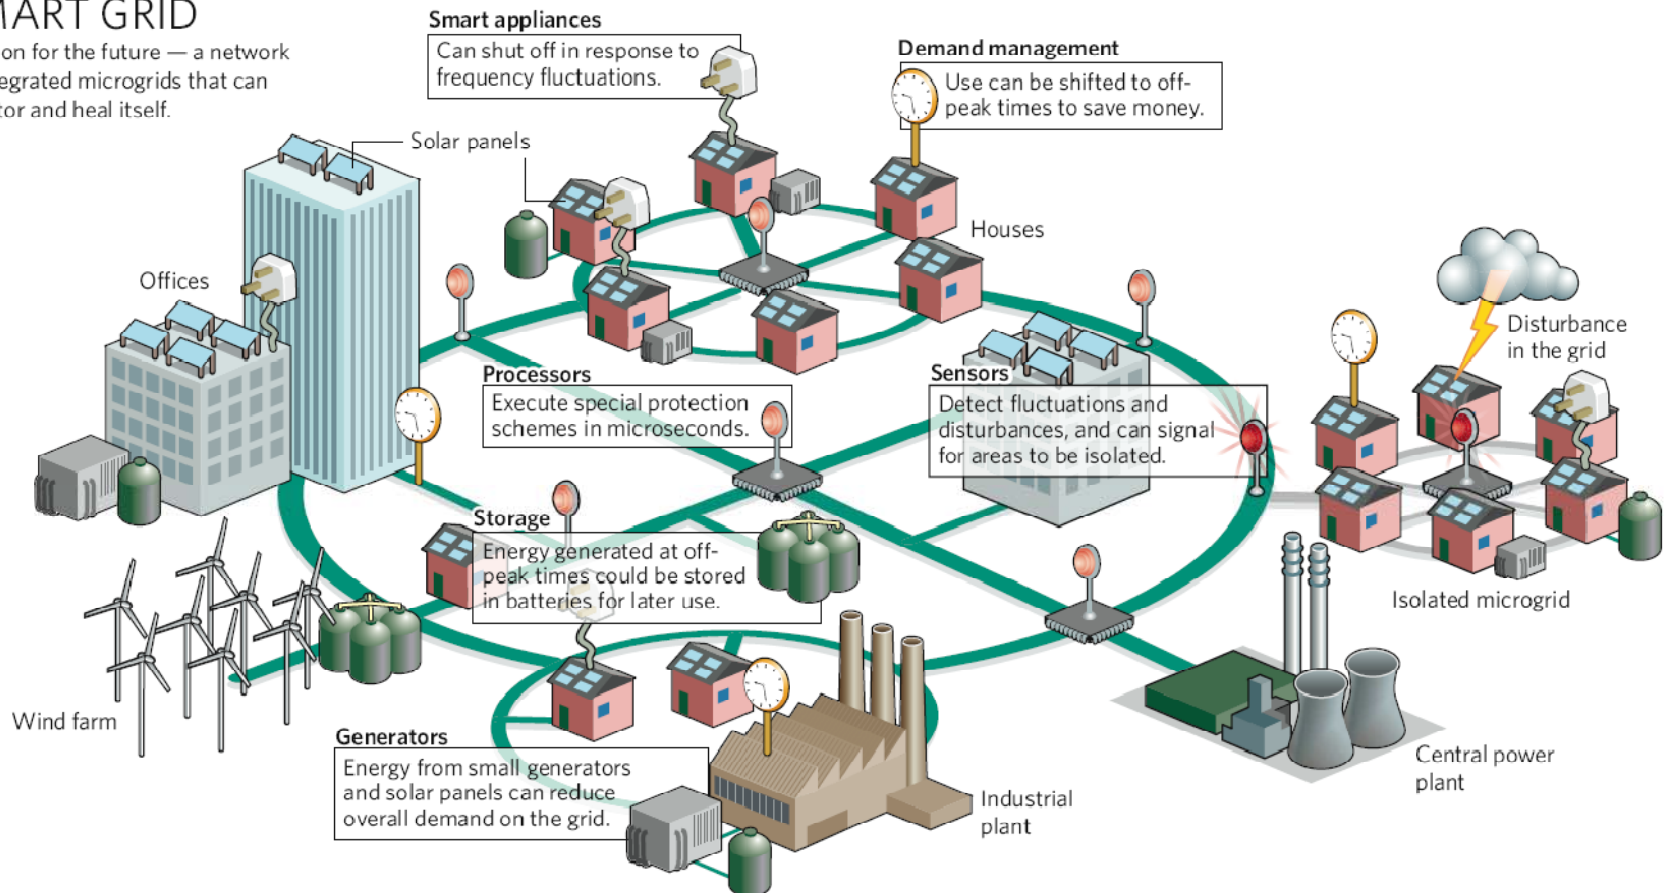 MART GRID
on for the future — a network
egrated microgrids that can
tor and heal itself.
Smart appliances
Can shut off in response to
frequency fluctuations.
Demand management
Use can be shifted to off-
peak times to save money.
Solar panels
Houses
Offices
Disturbance
in the grid
Processors
Execute special protection
schemes in microseconds.
Sensors
Detect fluctuations and
disturbances, and can signal
for areas to be isolated.
Storage
Energy generated at off-
peak times could be stored
in batteries for later use.
Isolated microgrid
Wind farm
Generators
Energy from small generators
and solar panels can reduce
overall demand on the grid.
Industrial
plant
Central power
plant